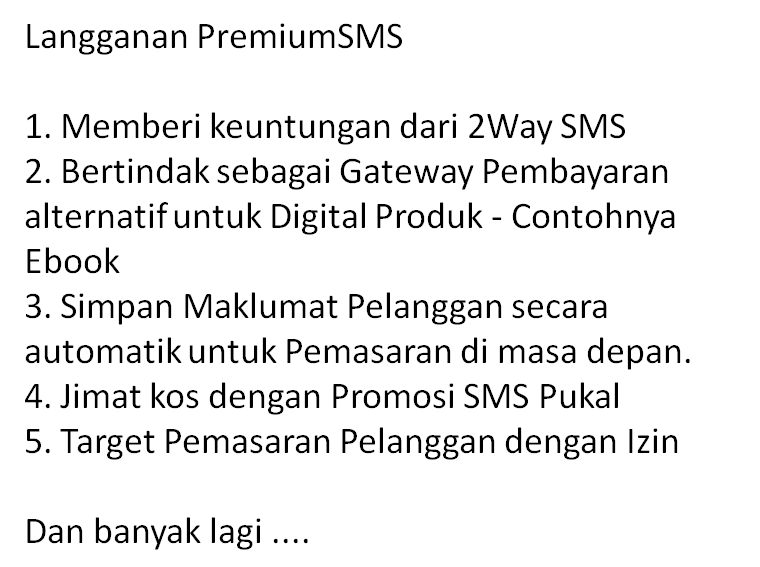 Langganan PremiumSMS
1. Memberi keuntungan dari 2Way SMS
2. Bertindak sebagai Gateway Pembayaran
alternatif untuk Digital Produk - Contohnya
Ebook
3. Simpan Maklumat Pelanggan secara
automatik untuk Pemasaran di masa depan.
4. Jimat kos dengan Promosi SMS Pukal
5. Target Pemasaran Pelanggan dengan Izin
Dan banyak lagi ....